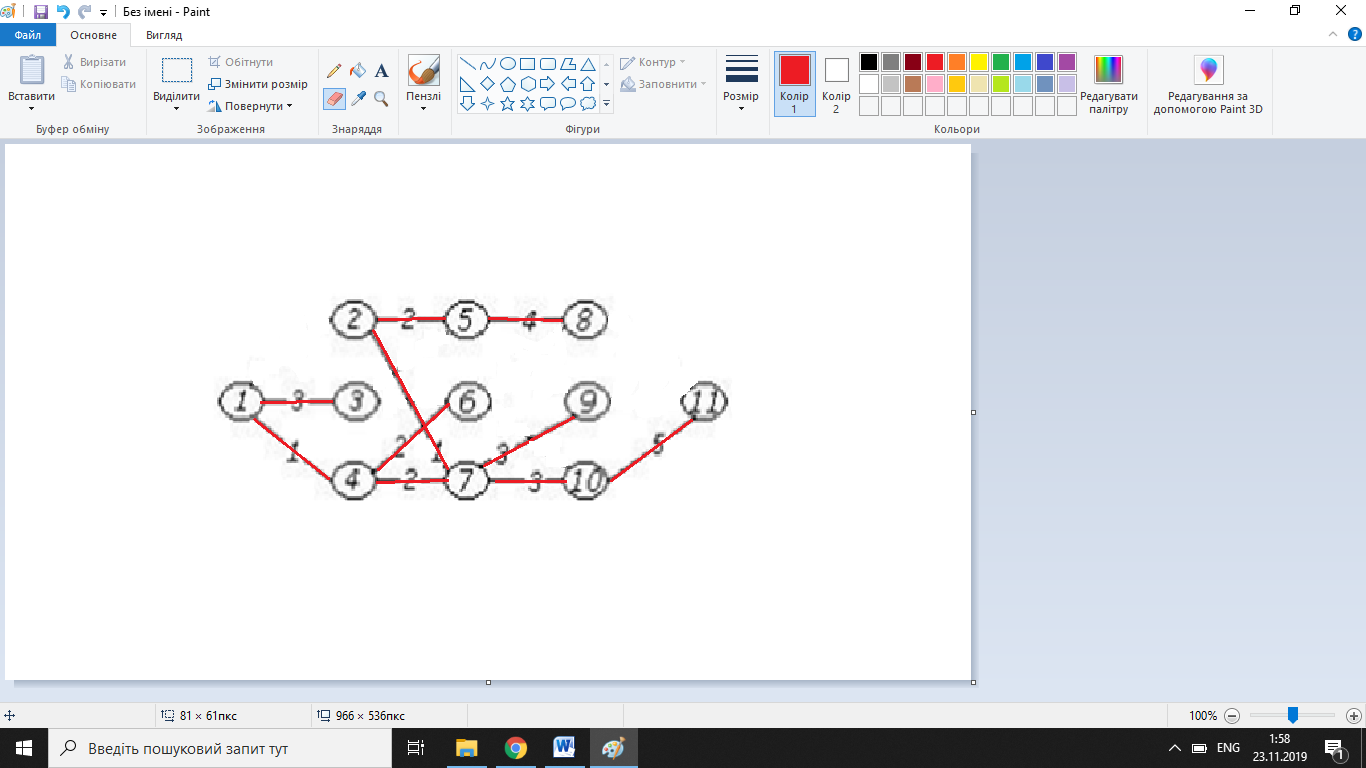 Без імені - Paint
Файл Основне Вигляд
Вставити
Вирізати
Копіювати
Буфер обміну
Виділити
Обітнути
Змінити розмір
Повернути
Зображення
A
Знаряддя
Пензлі
Контур
Заповнити
Фігури
Розмір
Колір 1
Колір 2
Редагувати палітру
Кольори
Редагування за допомогою Paint 3D
2 2 5 4 8
1 3 3 6 9 11
1 2 1 3 5
4 2 7 3 10
81 × 61пкс 966 × 536пкс 100%
Введіть пошуковий запит тут
ENG
1:58
23.11.2019
1